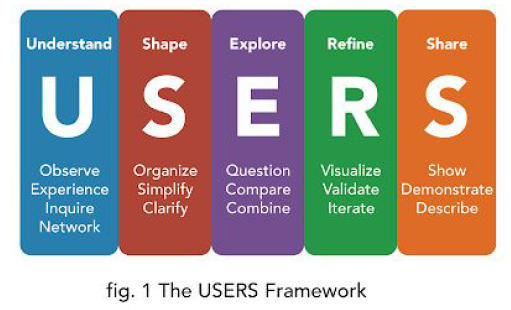 Understand
U
Observe
Experience
Inquire
Network
Shape
S
Organize
Simplify
Clarify
Explore
E
Question
Compare
Combine
Refine
R
Visualize
Validate
Iterate
Share
S
Show
Demonstrate
Describe
fig. 1 The USERS Framework